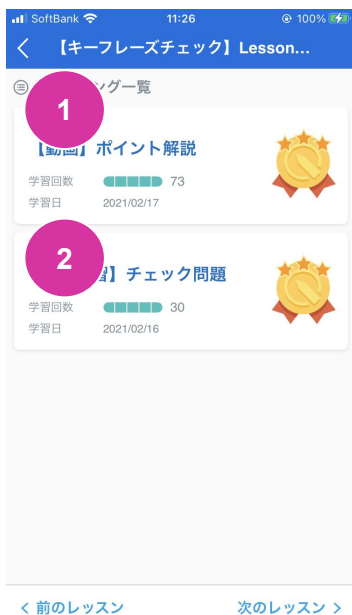 SoftBank 11:26 100%
【キーフレーズチェック】Lesson...
ング一覧
1
【動画】ポイント解説
学習回数 73
学習日 2021/02/17
2
習】チェック問題
学習回数 30
学習日 2021/02/16
前のレッスン 次のレッスン